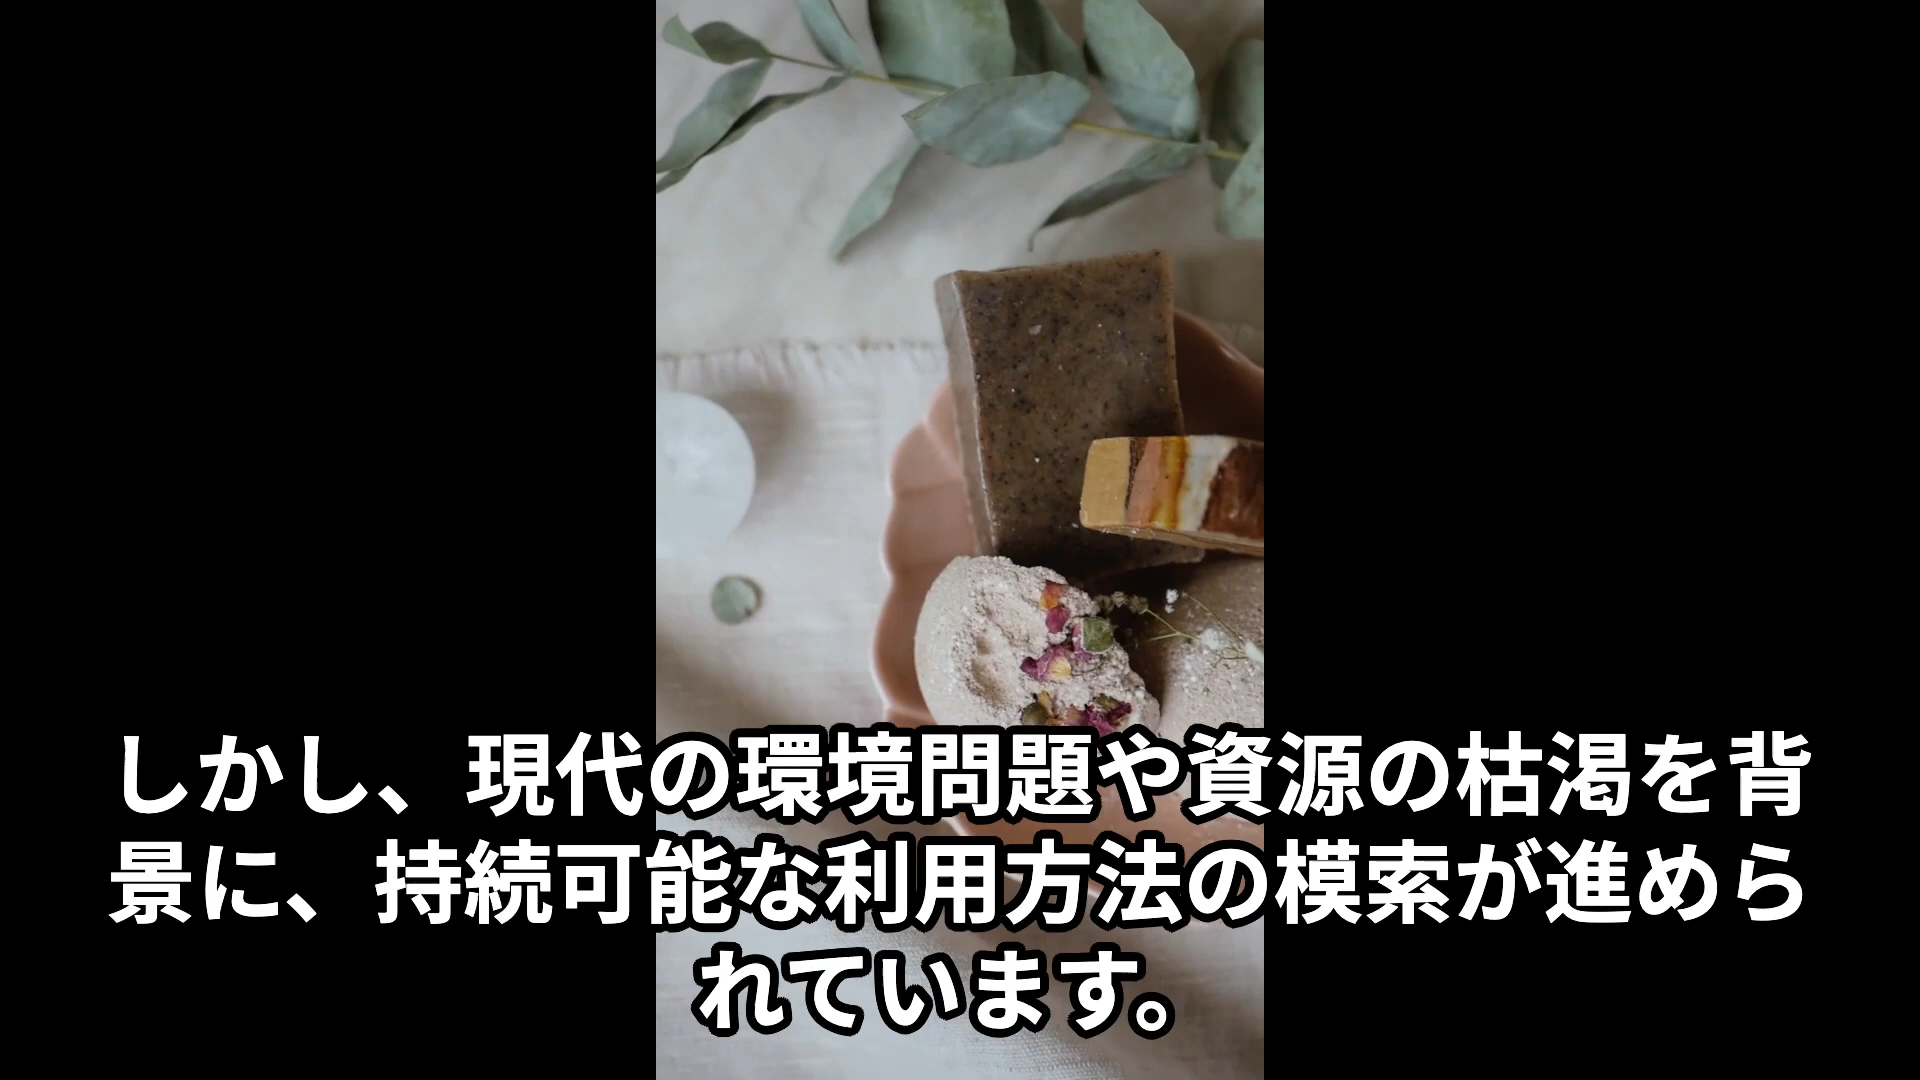 しかし、現代の環境問題や資源の枯渇を背
景に、持続可能な利用方法の模索が進めら
れています。